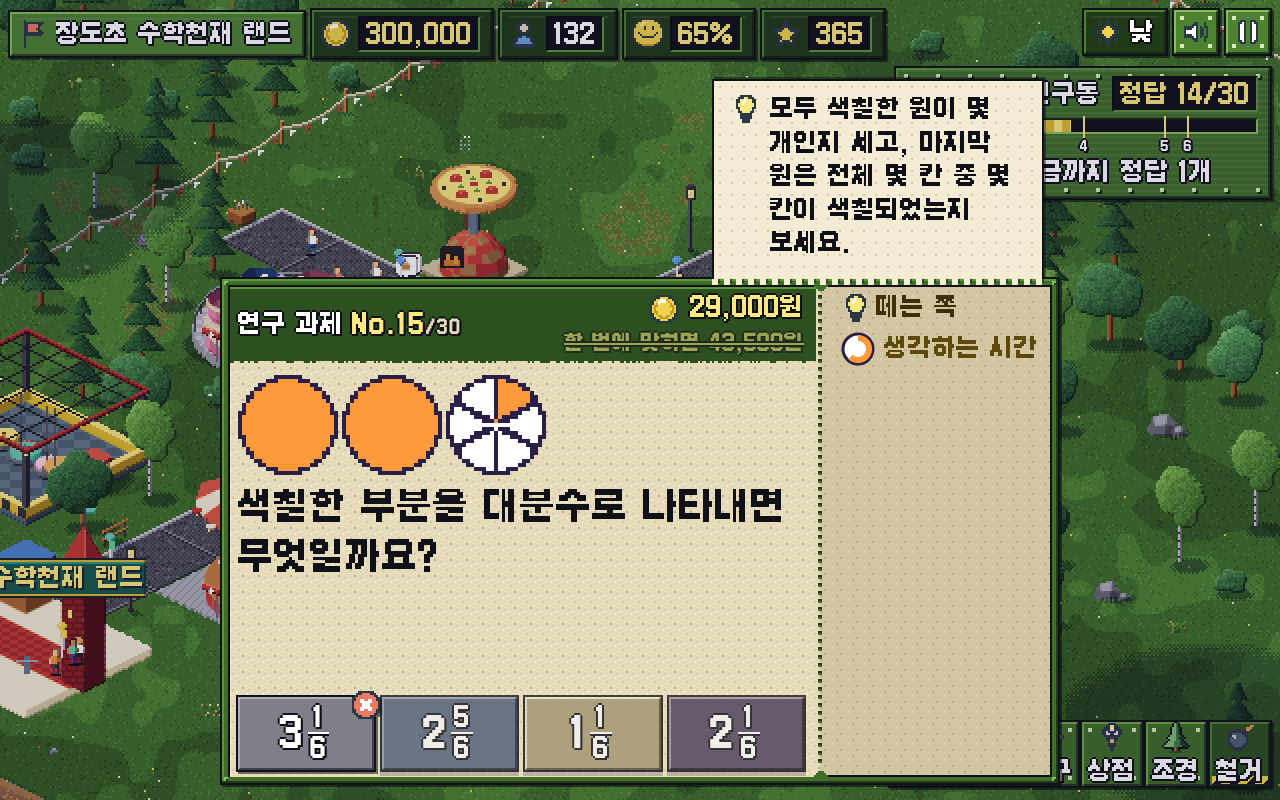 장도초 수학천재 랜드
300,000
132
65%
365
낮
구동 정답 14/30
4 5 6
금까지 정답 1개
모두 색칠한 원이 몇
개인지 세고, 마지막
원은 전체 몇 칸 중 몇
칸이 색칠되었는지
보세요.
연구 과제 No.15/30
29,000원
한 번에 맞히면 43,500원
떼는 쪽
생각하는 시간
색칠한 부분을 대분수로 나타내면
무엇일까요?
3 1/6
2 5/6
1 1/6
2 1/6
수학천재 랜드
상점
조경
철거